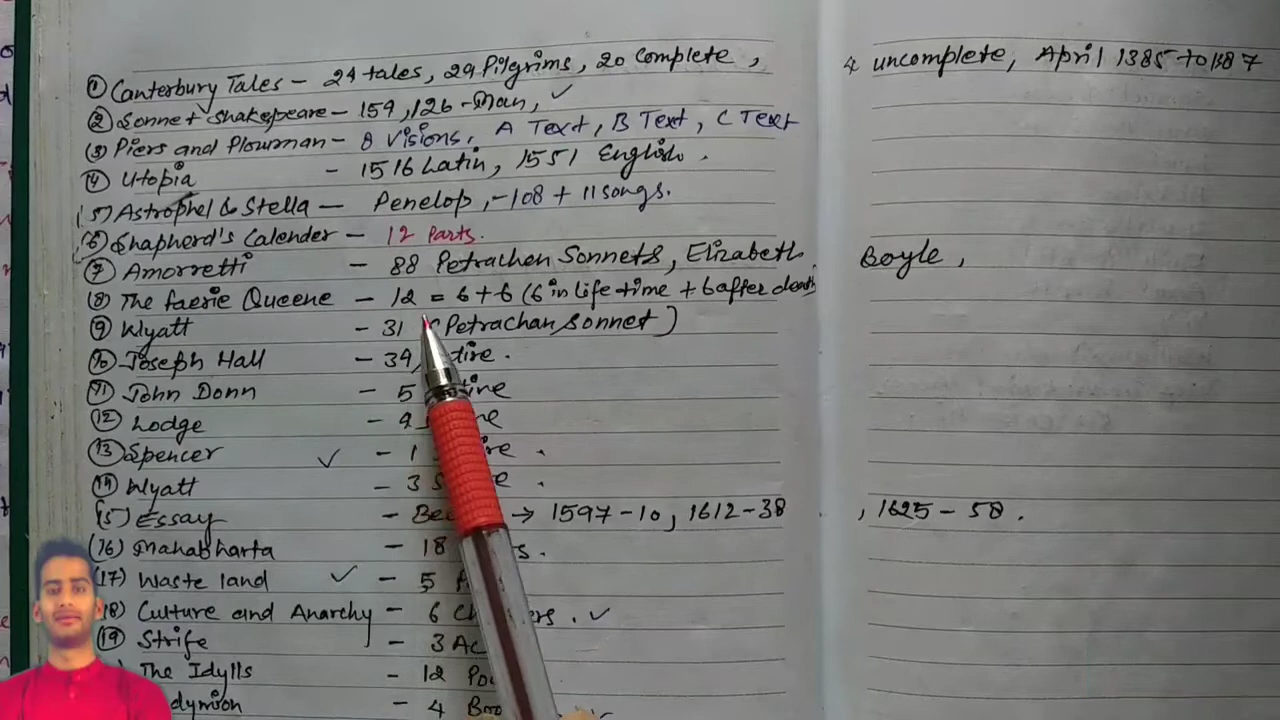 ① Canterbury Tales - 24 tales, 29 Pilgrims, 20 Complete, 4 uncomplete, April 1385 to 1387
② Sonnet Shakespeare - 154, 126 - Man,
(3) Piers and Plowman - 8 Visions, A Text, B Text, C Text
④ Utopia - 1516 Latin, 1551 English.
(5) Astrophel & Stella - Penelop, - 108 + 11 songs.
(6) Shapherd's Calender - 12 Parts.
⑦ Amorretti - 88 Petrachen Sonnets, Elizabeth Boyle,
(8) The faerie Queene - 12 = 6+6 (6 in life time + 6 after death
⑨ Wyatt - 31 Petrachan sonnet)
⑩ Joseph Hall - 34,
⑪ John Donn - 5
⑫ Lodge - 4
⑬ Spencer - 1
⑭ Wyatt - 3
(15) Essay - → 1597-10, 1612-38, 1625-58.
(16) Mahabharta - 18
(17) Waste land - 5
(18) Culture and Anarchy - 6
(19) Strife - 3
The Idylls - 12
- 4